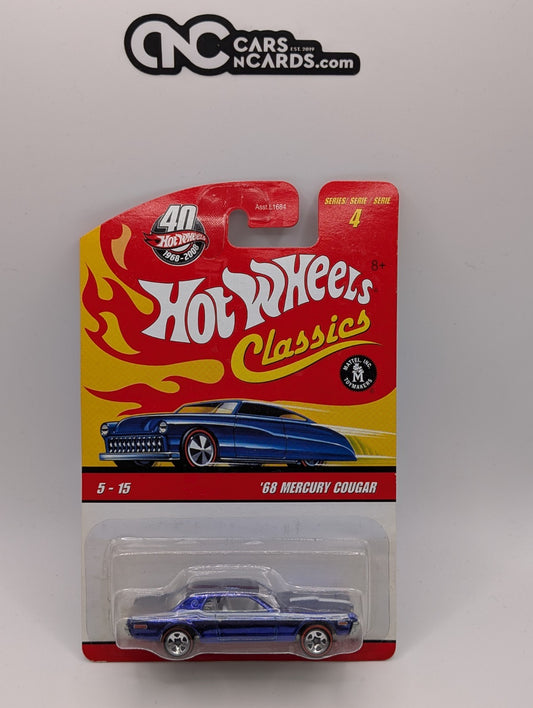 CNC CARS
EST. 2019
NCARDS.com
Asst.L1684
SERIES/ SERIE / SERIE
4
40
Hot Wheels
1968-2008
8+
Hot Wheels
Classics
MATTEL, INC.
M
TOYMAKERS
5 - 15
'68 MERCURY COUGAR